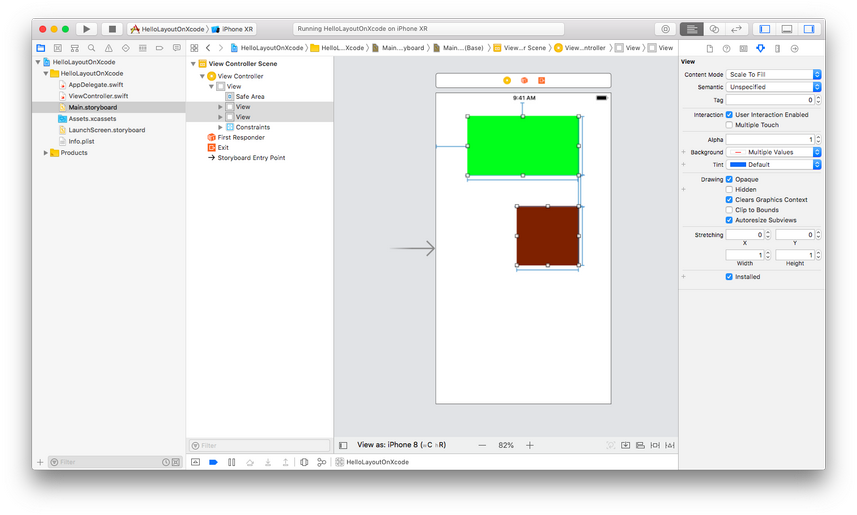 HelloLayoutOnXcode 〉 iPhone XR
Running HelloLayoutOnXcode on iPhone XR
HelloLayoutOnXcode 〉 HelloL...Xcode 〉 Main....yboard 〉 Main....(Base) 〉 View...r Scene 〉 View...ntroller 〉 View 〉 View
HelloLayoutOnXcode
HelloLayoutOnXcode
AppDelegate.swift
ViewController.swift
Main.storyboard
Assets.xcassets
LaunchScreen.storyboard
Info.plist
Products
Filter
View Controller Scene
View Controller
View
Safe Area
View
View
Constraints
First Responder
Exit
Storyboard Entry Point
Filter
9:41 AM
View as: iPhone 8 (wC hR)
82%
HelloLayoutOnXcode
View
Content Mode Scale To Fill
Semantic Unspecified
Tag 0
Interaction User Interaction Enabled
Multiple Touch
Alpha 1
Background Multiple Values
Tint Default
Drawing Opaque
Hidden
Clears Graphics Context
Clip to Bounds
Autoresize Subviews
Stretching 0 0
X Y
1 1
Width Height
Installed